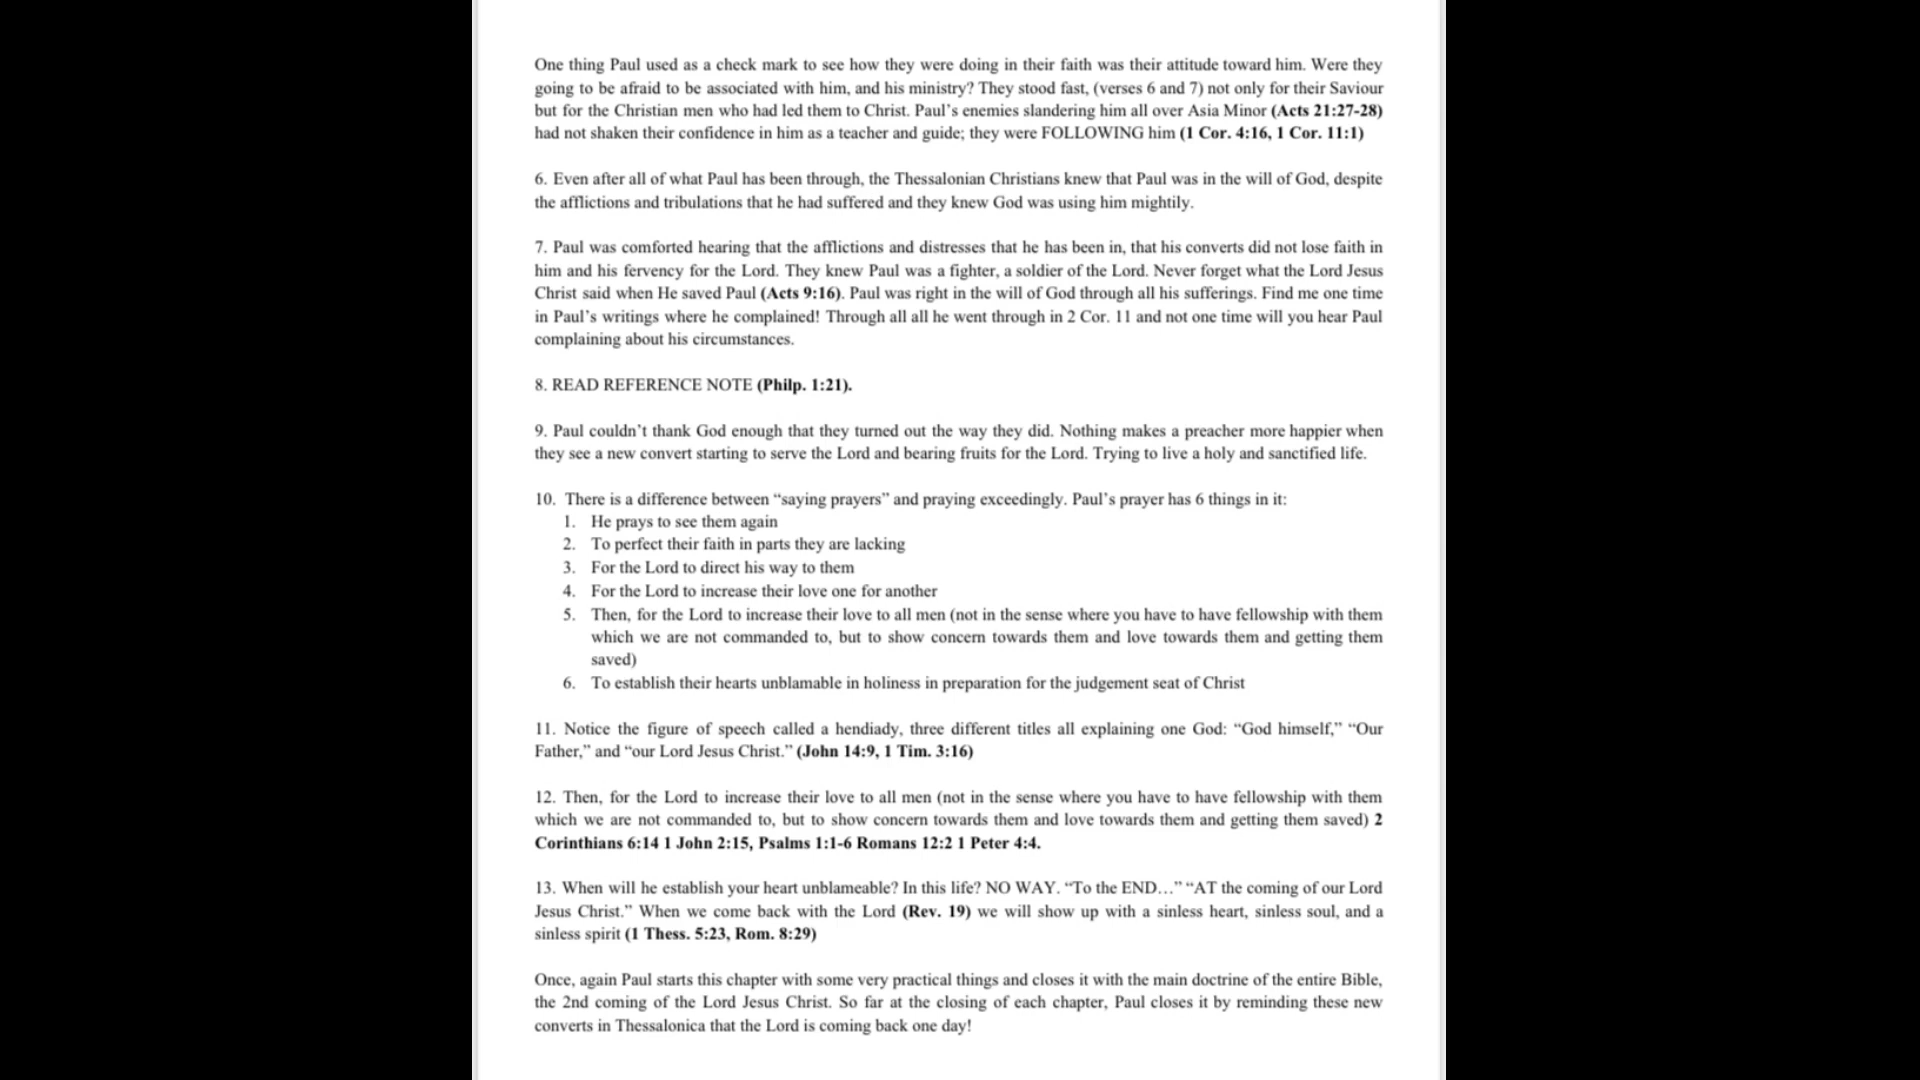 One thing Paul used as a check mark to see how they were doing in their faith was their attitude toward him. Were they
going to be afraid to be associated with him, and his ministry? They stood fast, (verses 6 and 7) not only for their Saviour
but for the Christian men who had led them to Christ. Paul's enemies slandering him all over Asia Minor (Acts 21:27-28)
had not shaken their confidence in him as a teacher and guide; they were FOLLOWING him (1 Cor. 4:16, 1 Cor. 11:1)
6. Even after all of what Paul has been through, the Thessalonian Christians knew that Paul was in the will of God, despite
the afflictions and tribulations that he had suffered and they knew God was using him mightily.
7. Paul was comforted hearing that the afflictions and distresses that he has been in, that his converts did not lose faith in
him and his fervency for the Lord. They knew Paul was a fighter, a soldier of the Lord. Never forget what the Lord Jesus
Christ said when He saved Paul (Acts 9:16). Paul was right in the will of God through all his sufferings. Find me one time
in Paul's writings where he complained! Through all all he went through in 2 Cor. 11 and not one time will you hear Paul
complaining about his circumstances.
8. READ REFERENCE NOTE (Philp. 1:21).
9. Paul couldn't thank God enough that they turned out the way they did. Nothing makes a preacher more happier when
they see a new convert starting to serve the Lord and bearing fruits for the Lord. Trying to live a holy and sanctified life.
10. There is a difference between “saying prayers” and praying exceedingly. Paul's prayer has 6 things in it:
1. He prays to see them again
2. To perfect their faith in parts they are lacking
3. For the Lord to direct his way to them
4. For the Lord to increase their love one for another
5. Then, for the Lord to increase their love to all men (not in the sense where you have to have fellowship with them
which we are not commanded to, but to show concern towards them and love towards them and getting them
saved)
6. To establish their hearts unblamable in holiness in preparation for the judgement seat of Christ
11. Notice the figure of speech called a hendiady, three different titles all explaining one God: “God himself,” “Our
Father,” and “our Lord Jesus Christ.” (John 14:9, 1 Tim. 3:16)
12. Then, for the Lord to increase their love to all men (not in the sense where you have to have fellowship with them
which we are not commanded to, but to show concern towards them and love towards them and getting them saved) 2
Corinthians 6:14 1 John 2:15, Psalms 1:1-6 Romans 12:2 1 Peter 4:4.
13. When will he establish your heart unblameable? In this life? NO WAY. “To the END…” “AT the coming of our Lord
Jesus Christ.” When we come back with the Lord (Rev. 19) we will show up with a sinless heart, sinless soul, and a
sinless spirit (1 Thess. 5:23, Rom. 8:29)
Once, again Paul starts this chapter with some very practical things and closes it with the main doctrine of the entire Bible,
the 2nd coming of the Lord Jesus Christ. So far at the closing of each chapter, Paul closes it by reminding these new
converts in Thessalonica that the Lord is coming back one day!